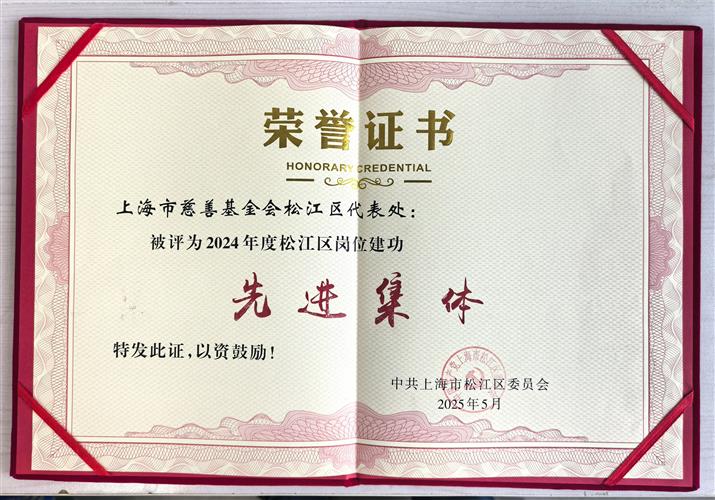 荣誉证书
HONORARY CREDENTIAL
上海市慈善基金会松江区代表处：
被评为2024年度松江区岗位建功
先进集体
特发此证，以资鼓励！
中共上海市松江区委员会
2025年5月